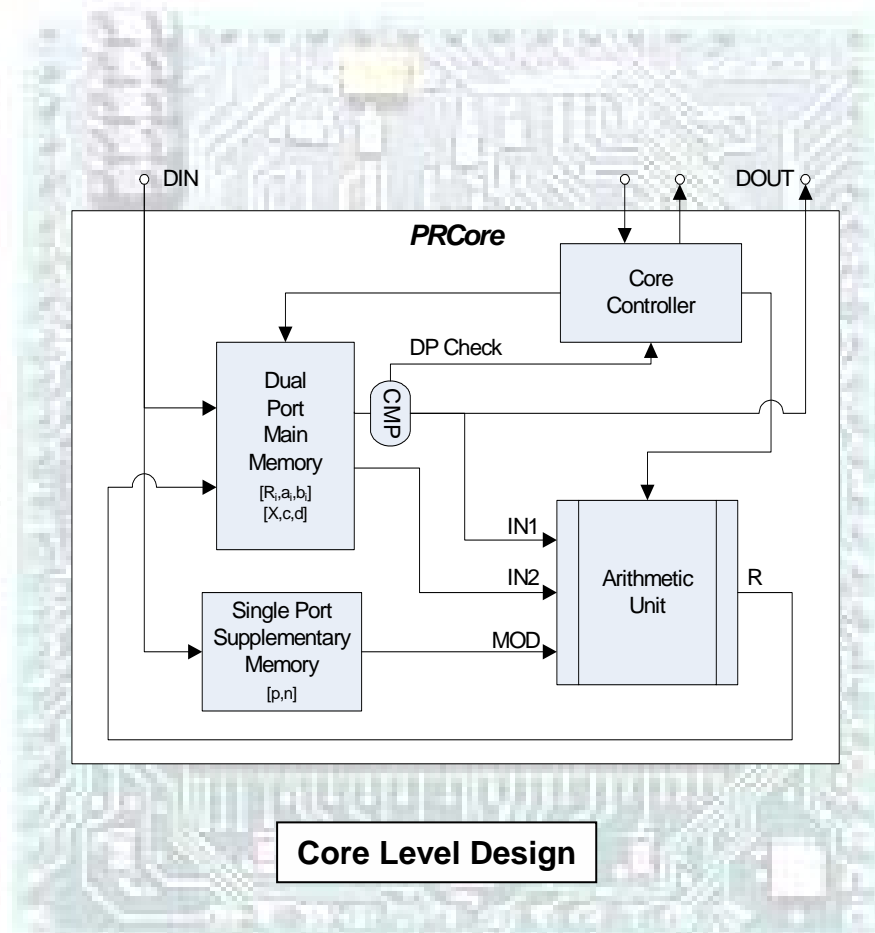 DIN
DOUT
PRCore
Core
Controller
DP Check
CMP
Dual
Port
Main
Memory
[Rᵢ,aᵢ,bᵢ]
[X,c,d]
IN1
IN2
MOD
Arithmetic
Unit
R
Single Port
Supplementary
Memory
[p,n]
Core Level Design